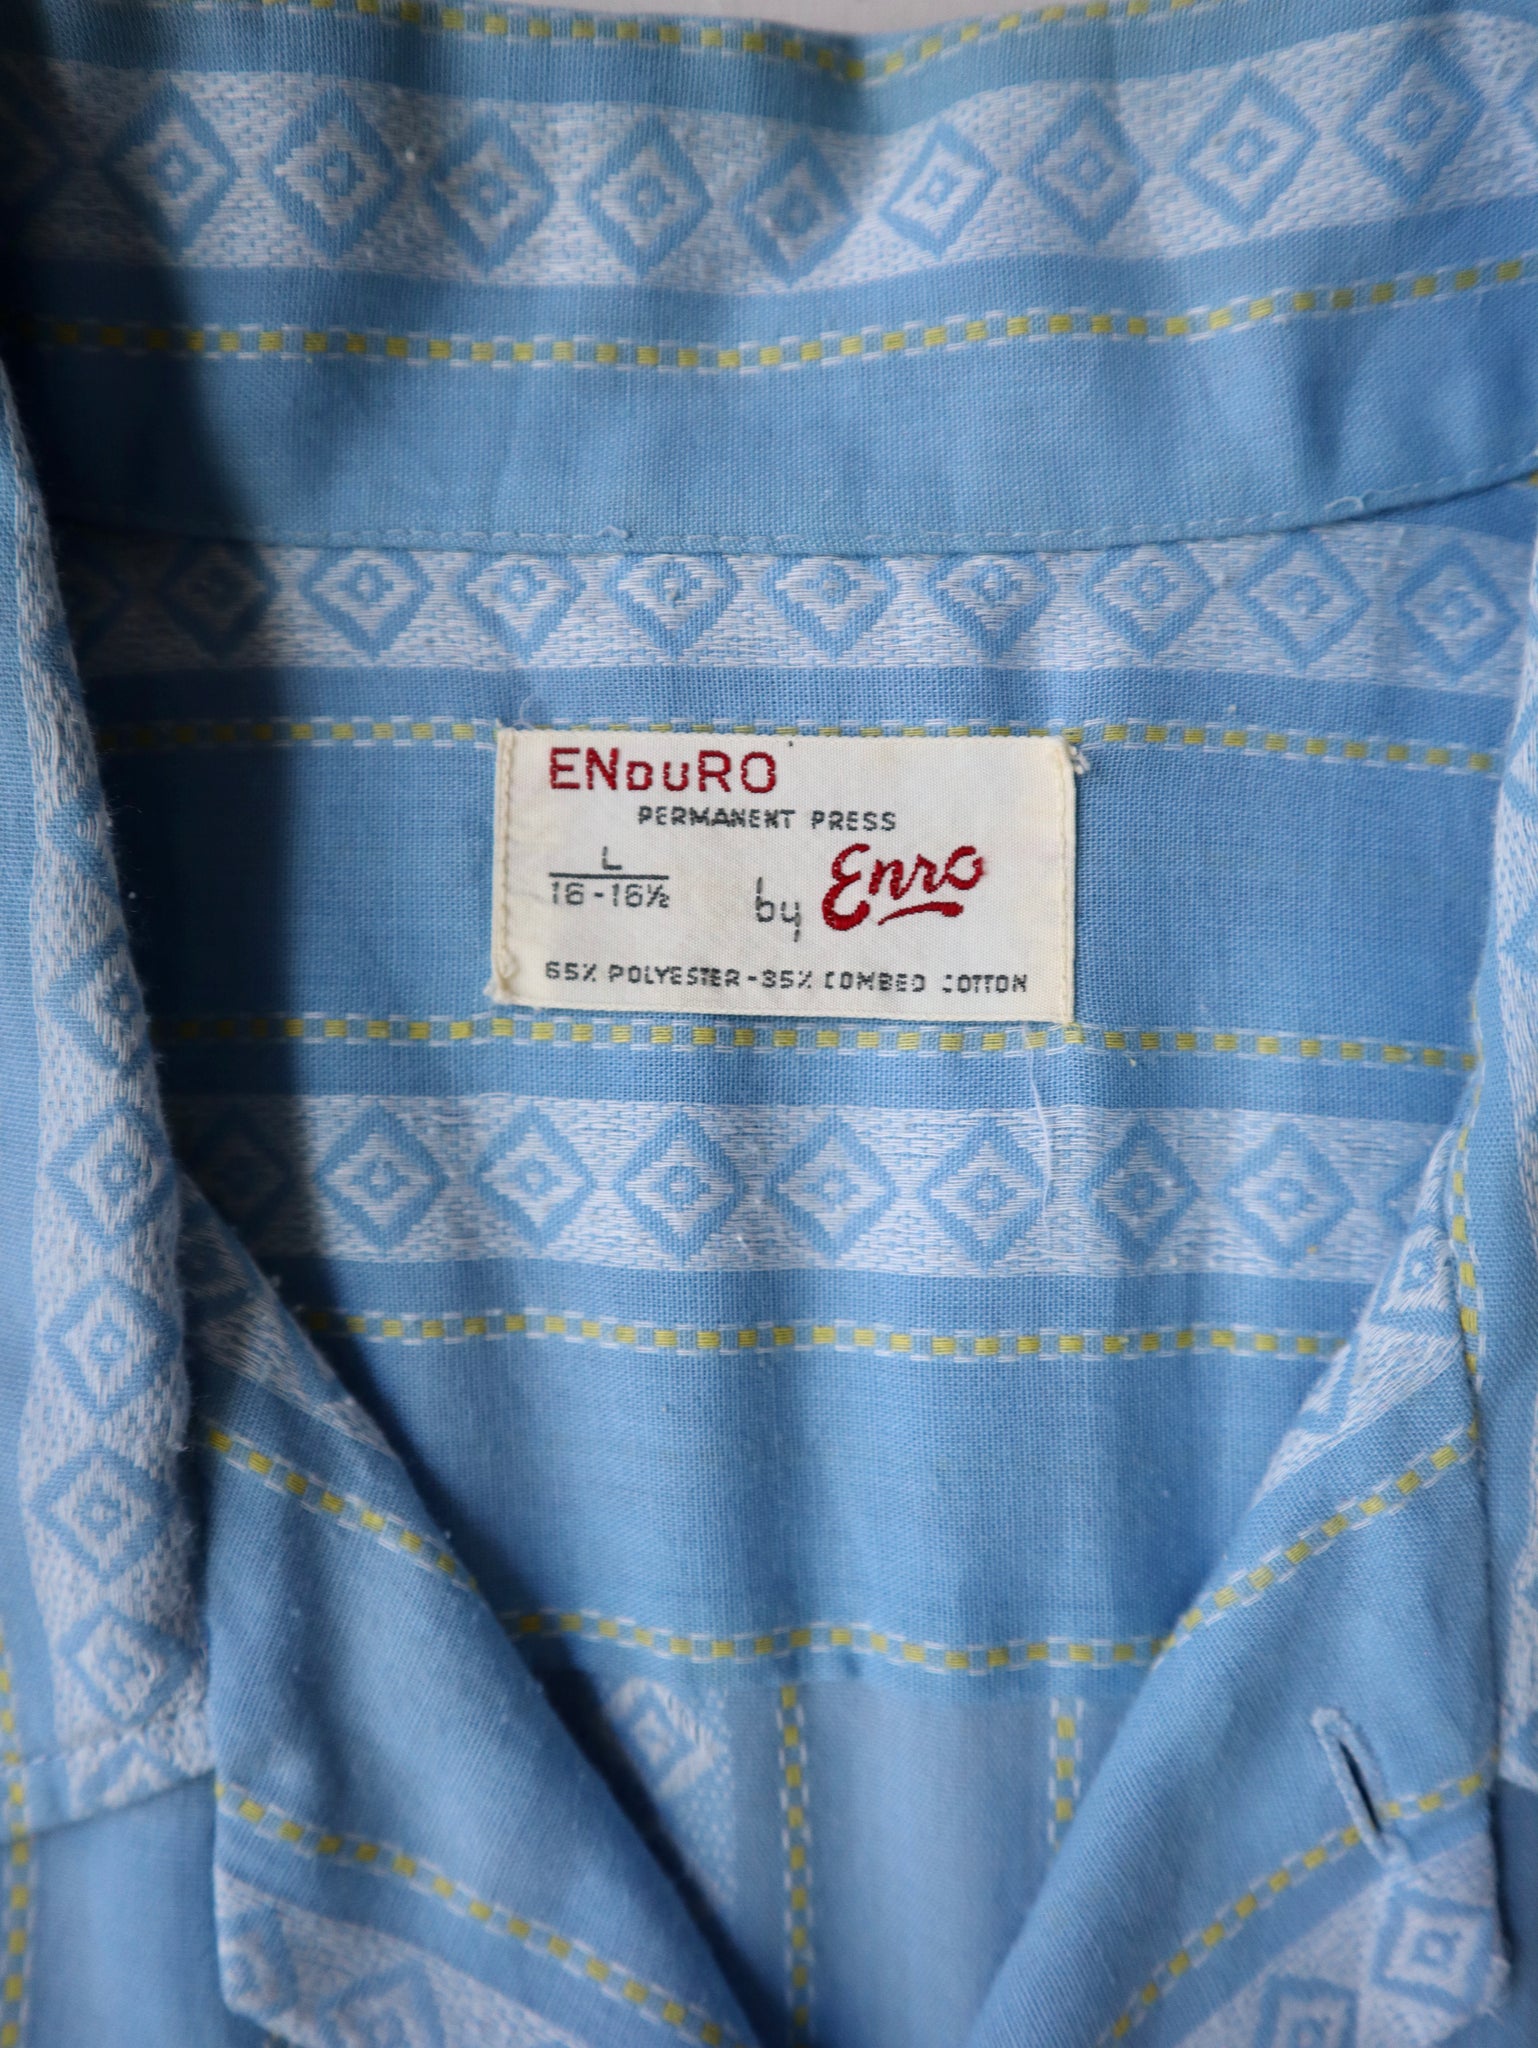 ENDURO
PERMANENT PRESS
L
16-16½
by Enro
65% POLYESTER-35% COMBED COTTON